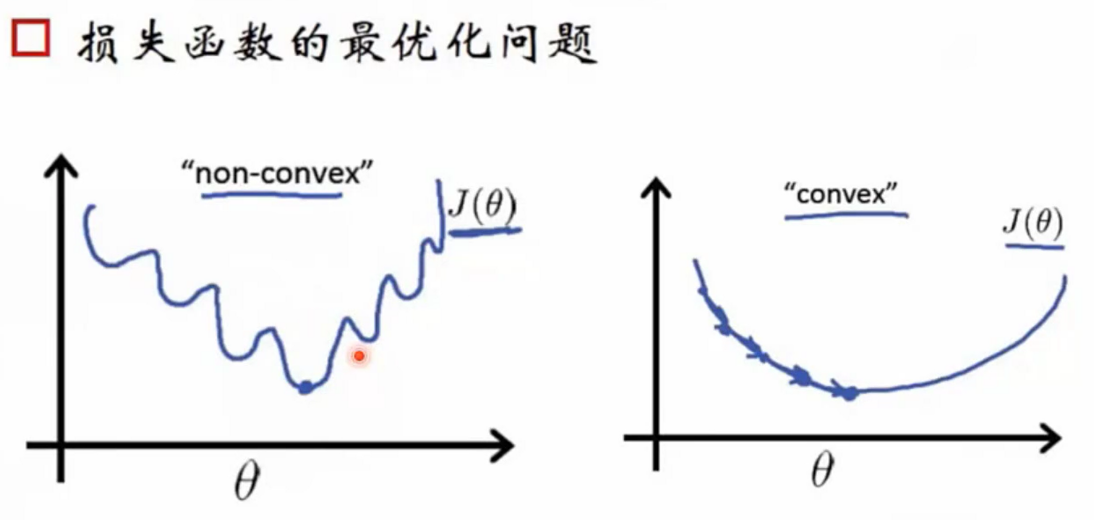 损失函数的最优化问题
“non-convex”
J(θ)
θ
“convex”
J(θ)
θ